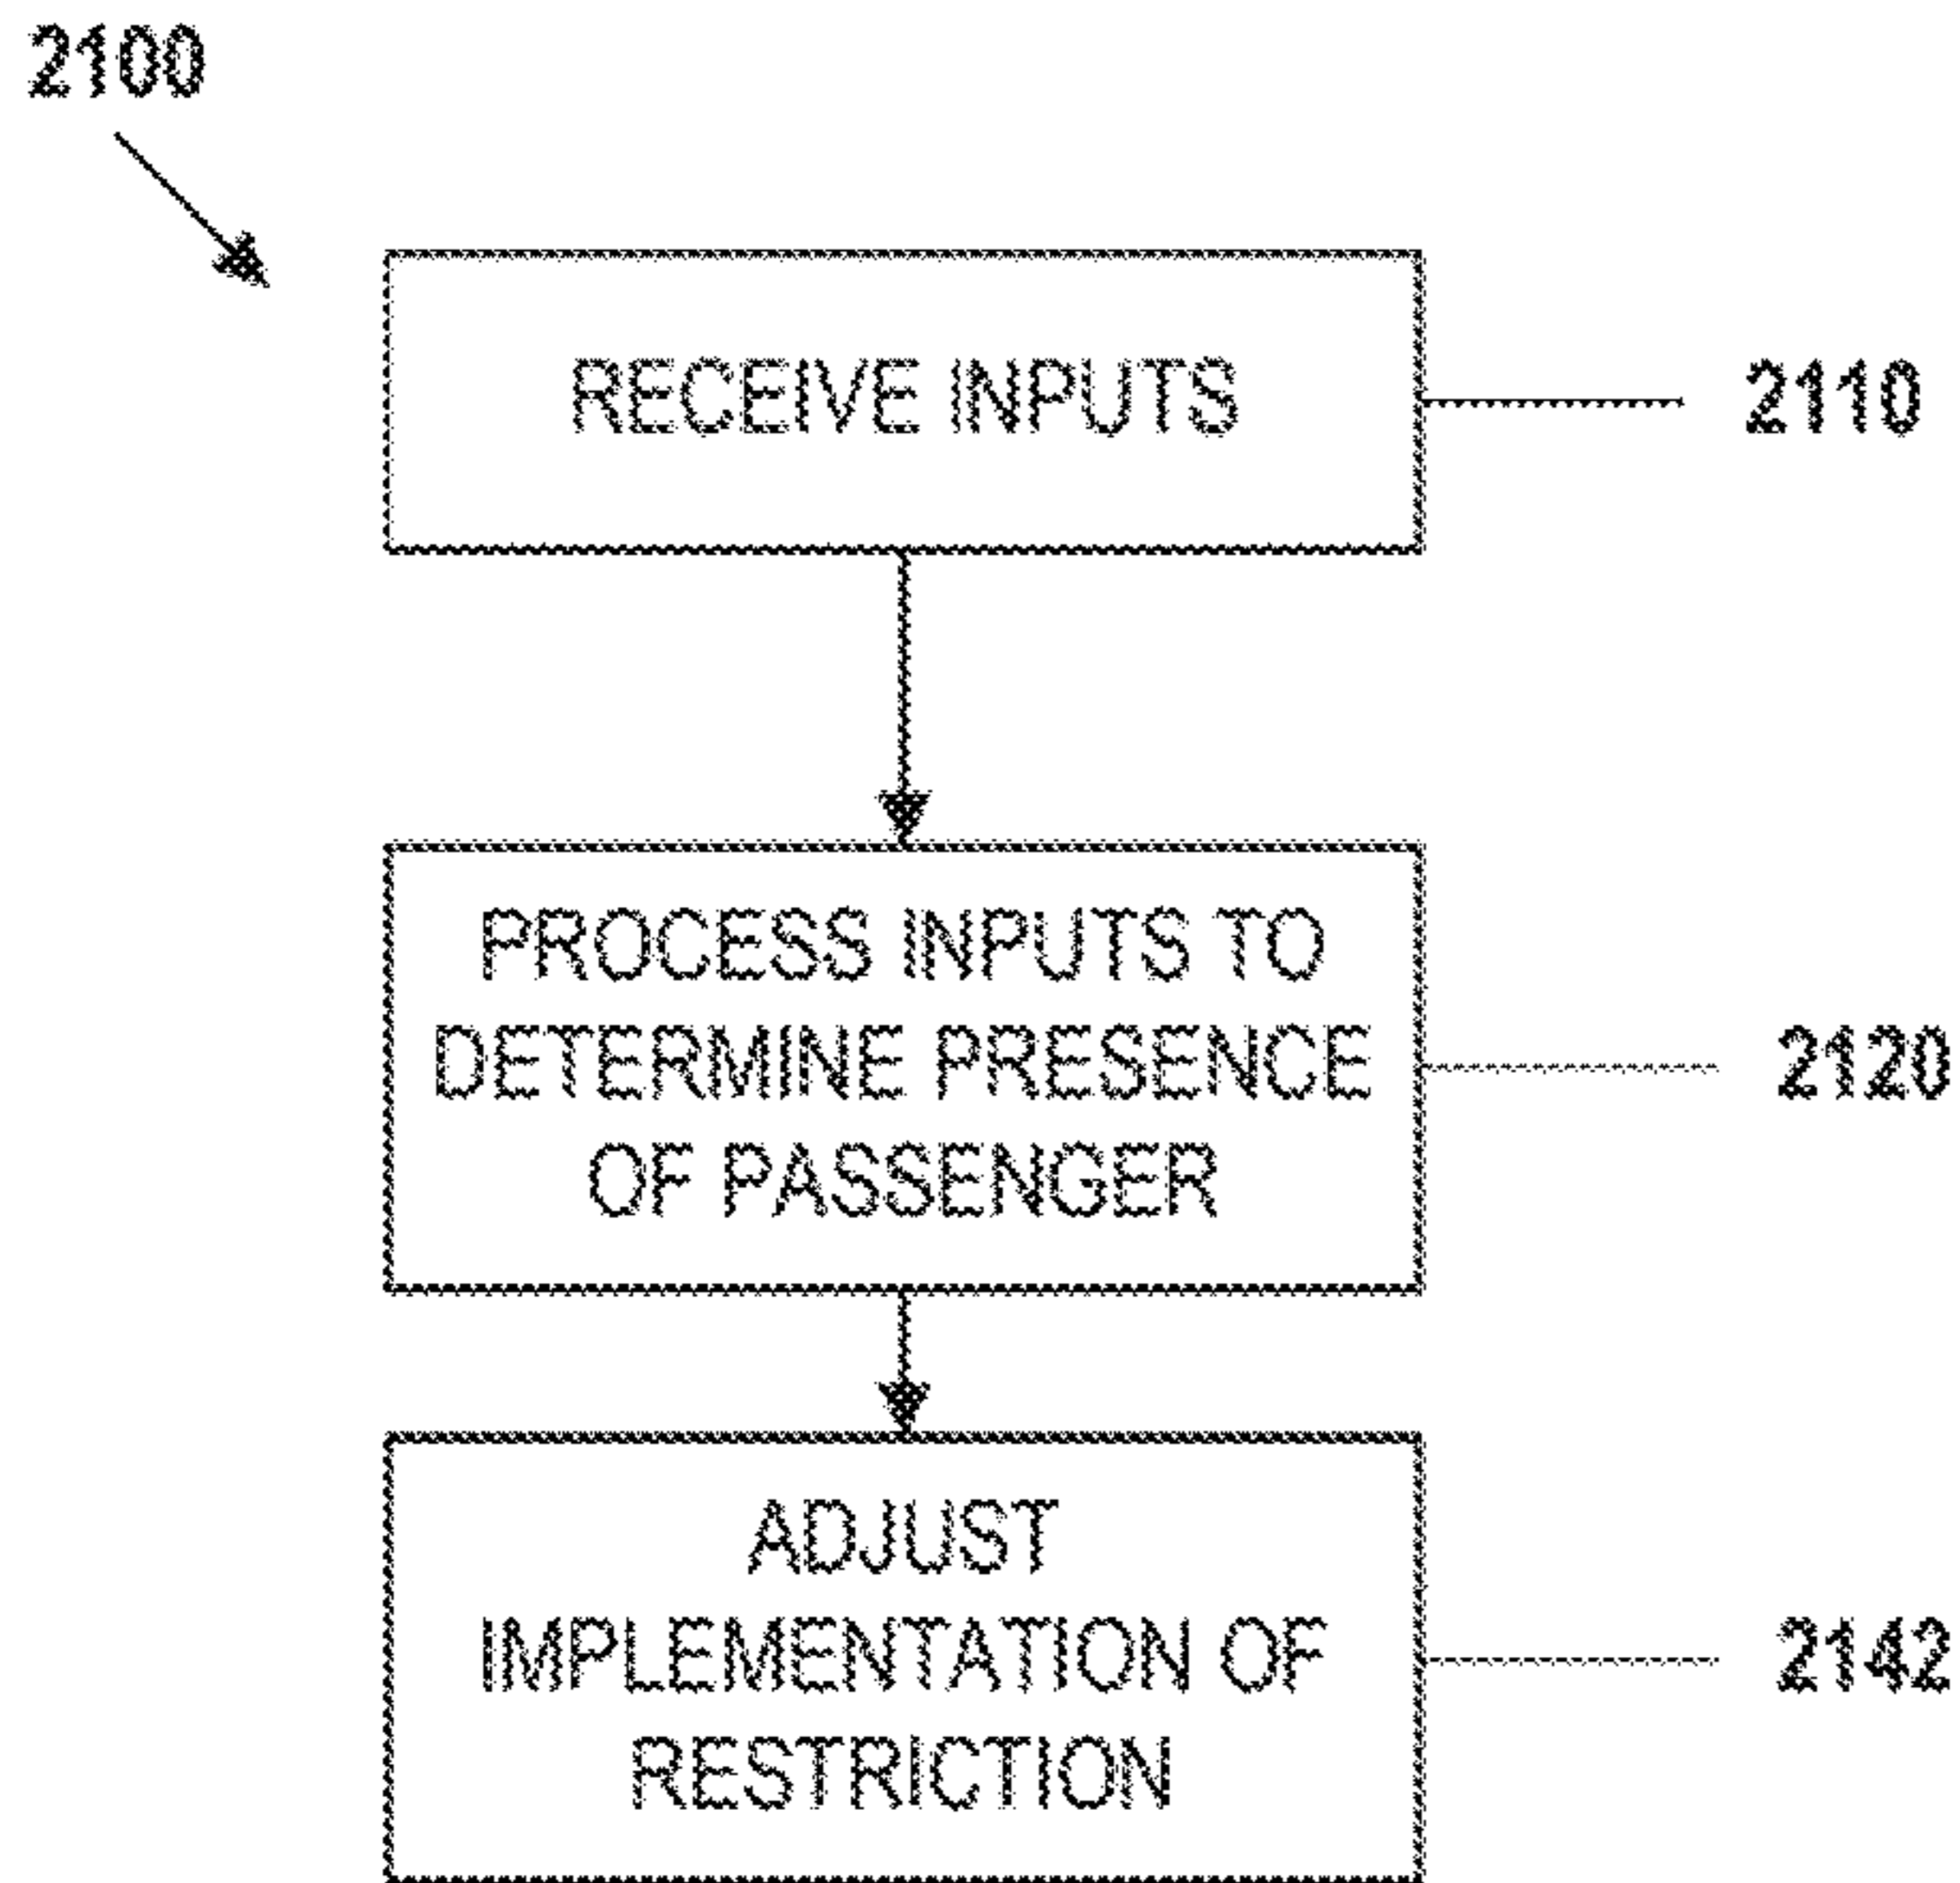 2100
RECEIVE INPUTS
2110
PROCESS INPUTS TO
DETERMINE PRESENCE
OF PASSENGER
2120
ADJUST
IMPLEMENTATION OF
RESTRICTION
2142